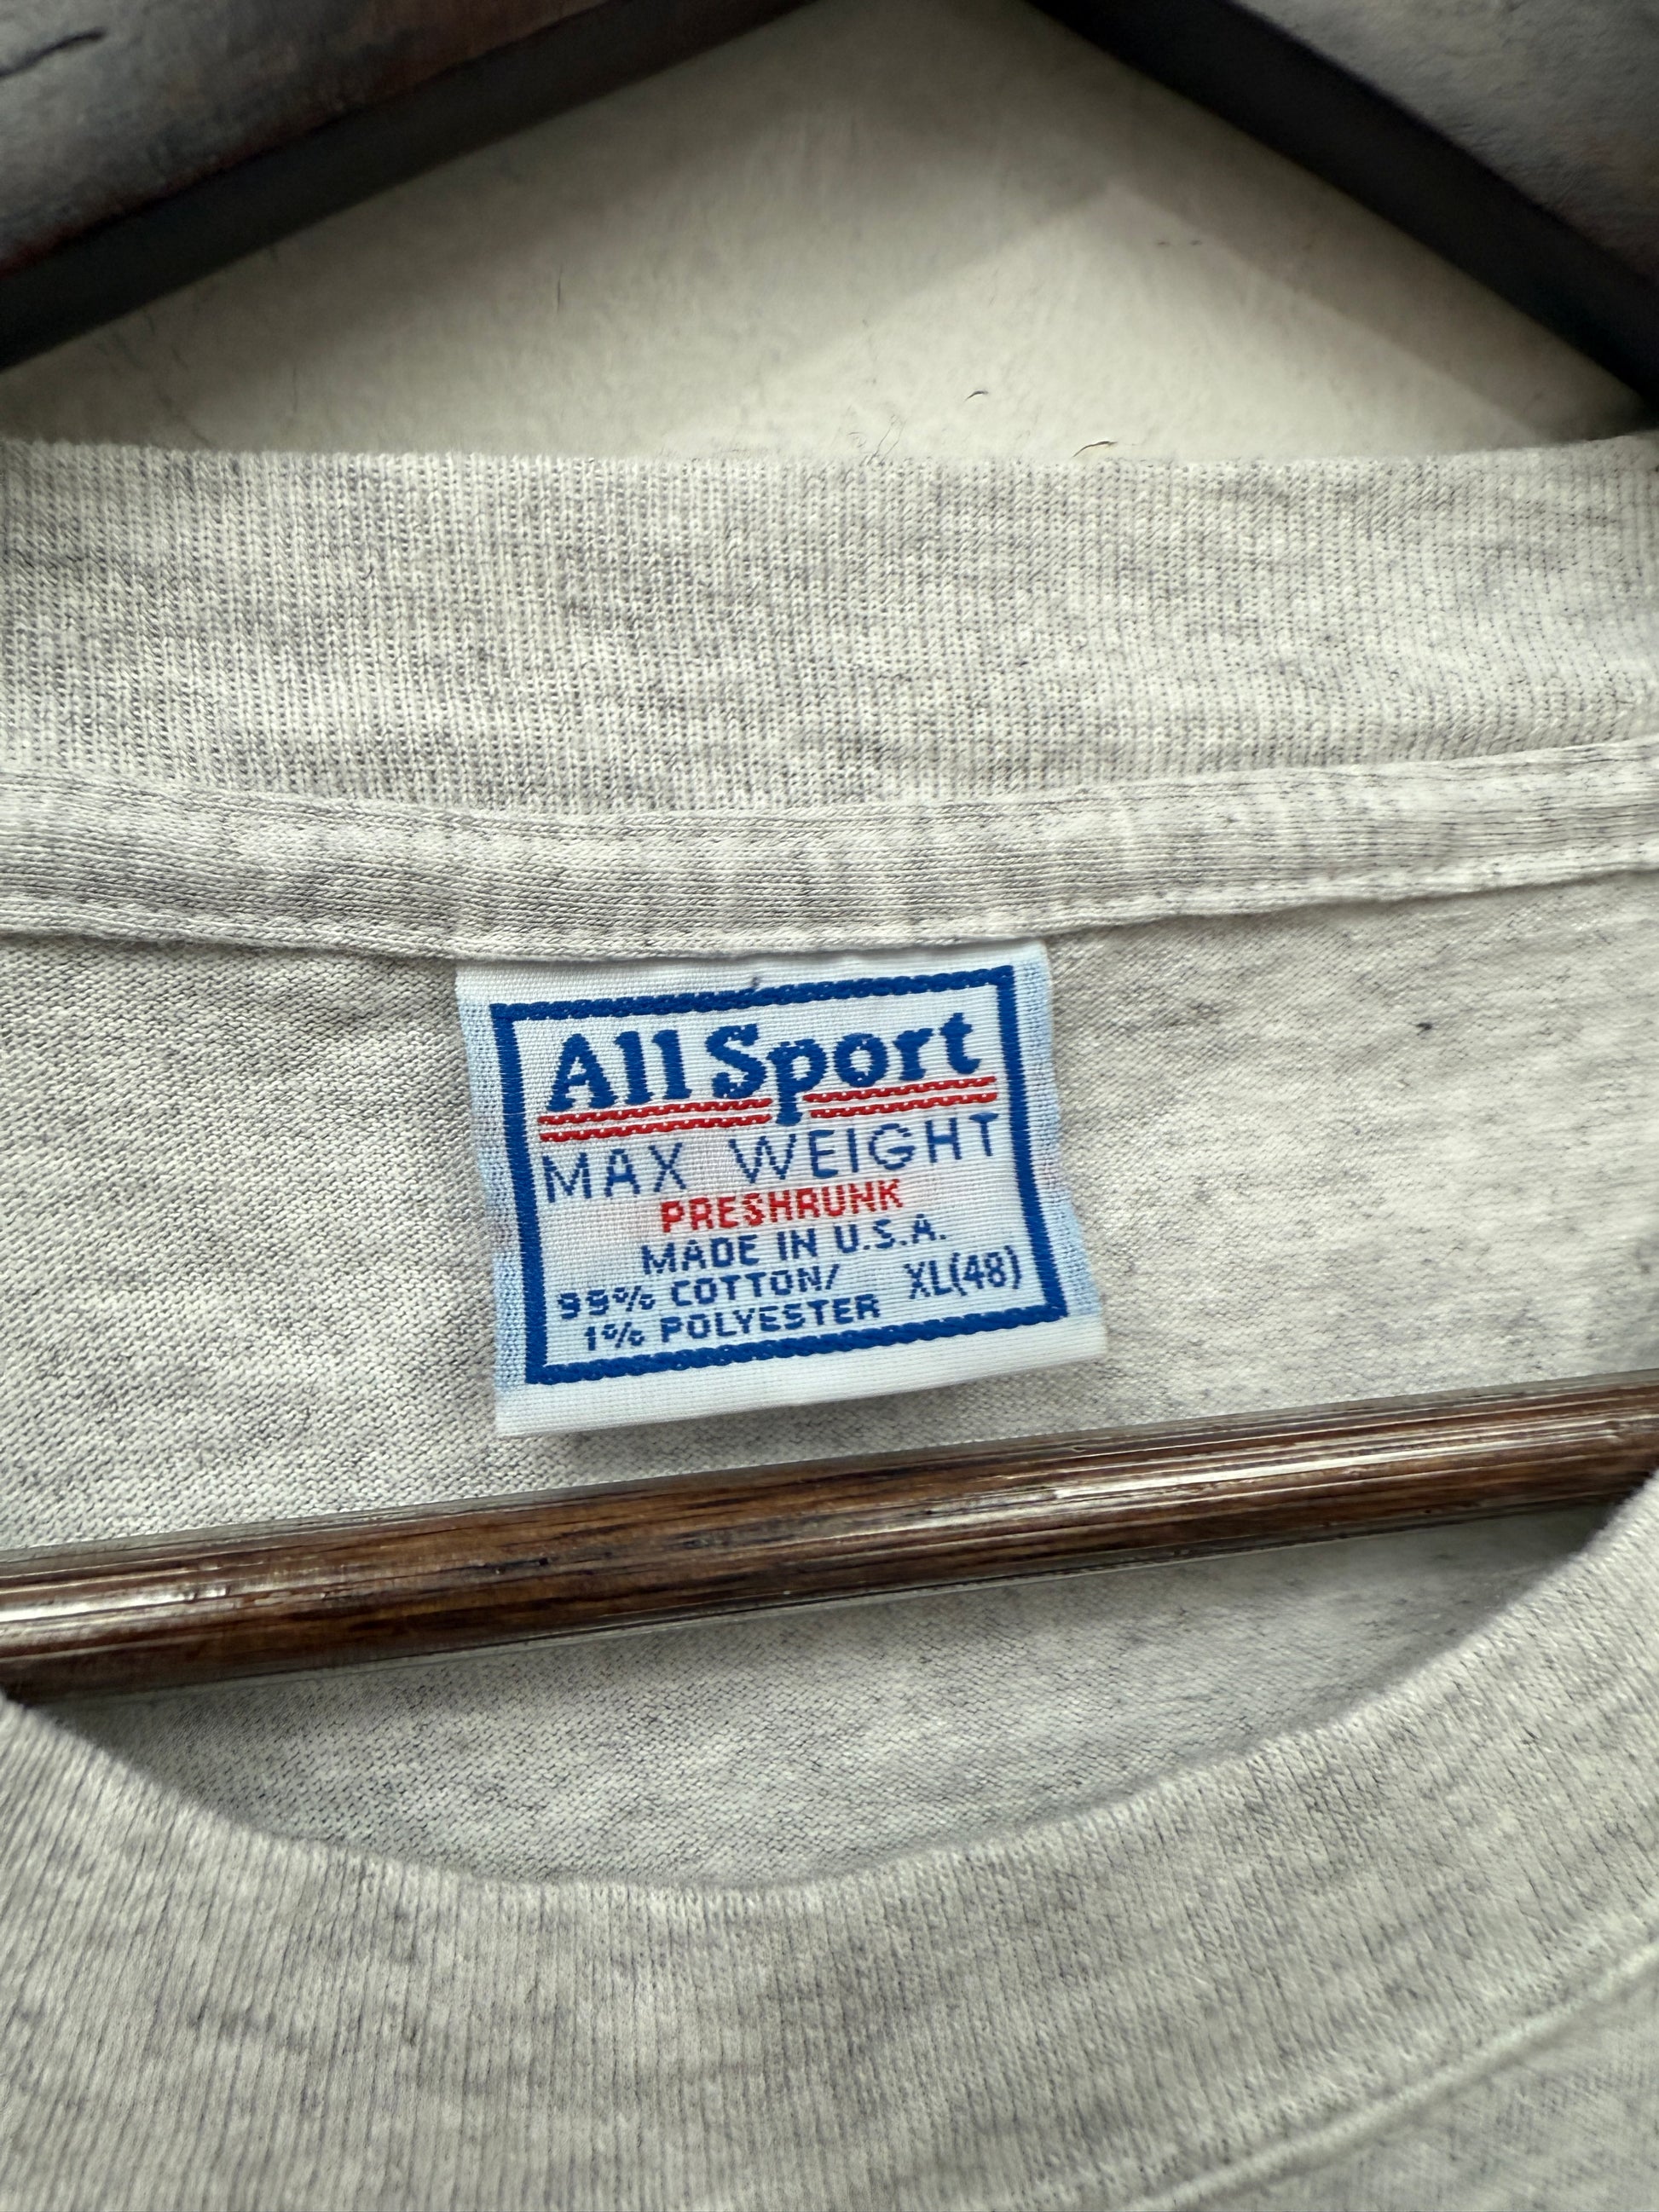 All Sport
MAX WEIGHT
PRESHRUNK
MADE IN U.S.A.
99% COTTON/ XL(48)
1% POLYESTER